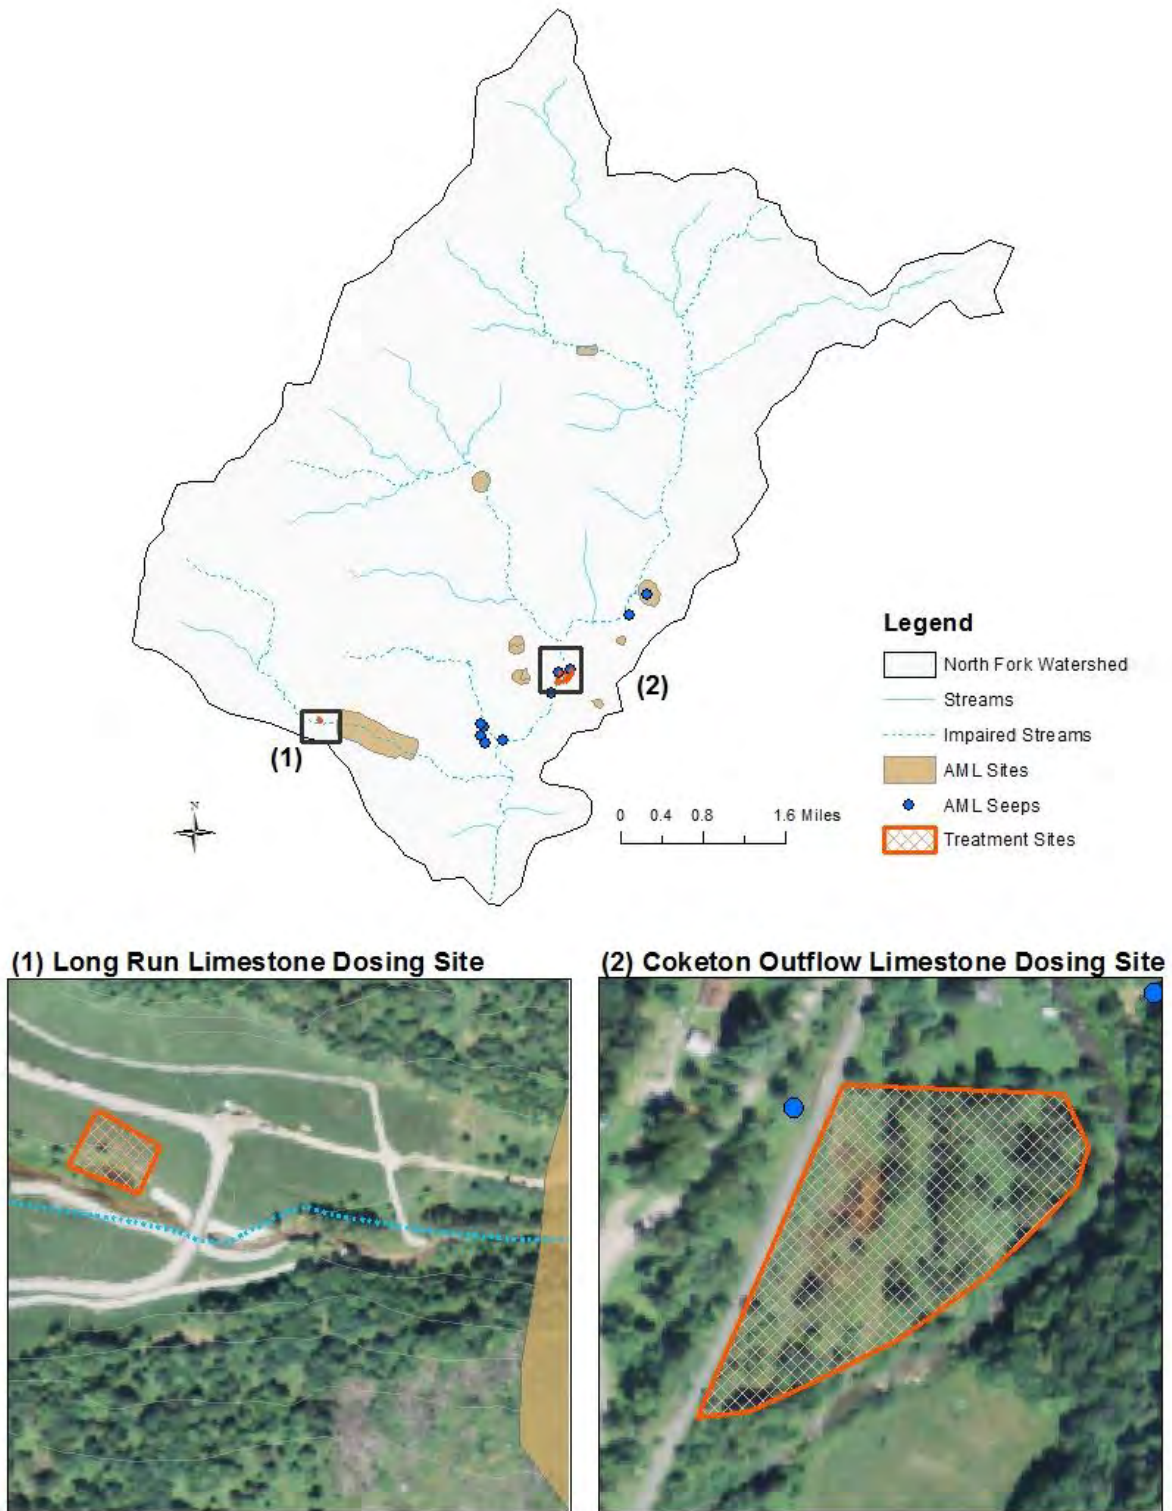 (1)
(2)
N
0 0.4 0.8 1.6 Miles
Legend
North Fork Watershed
Streams
Impaired Streams
AML Sites
AML Seeps
Treatment Sites
(1) Long Run Limestone Dosing Site
(2) Coketon Outflow Limestone Dosing Site